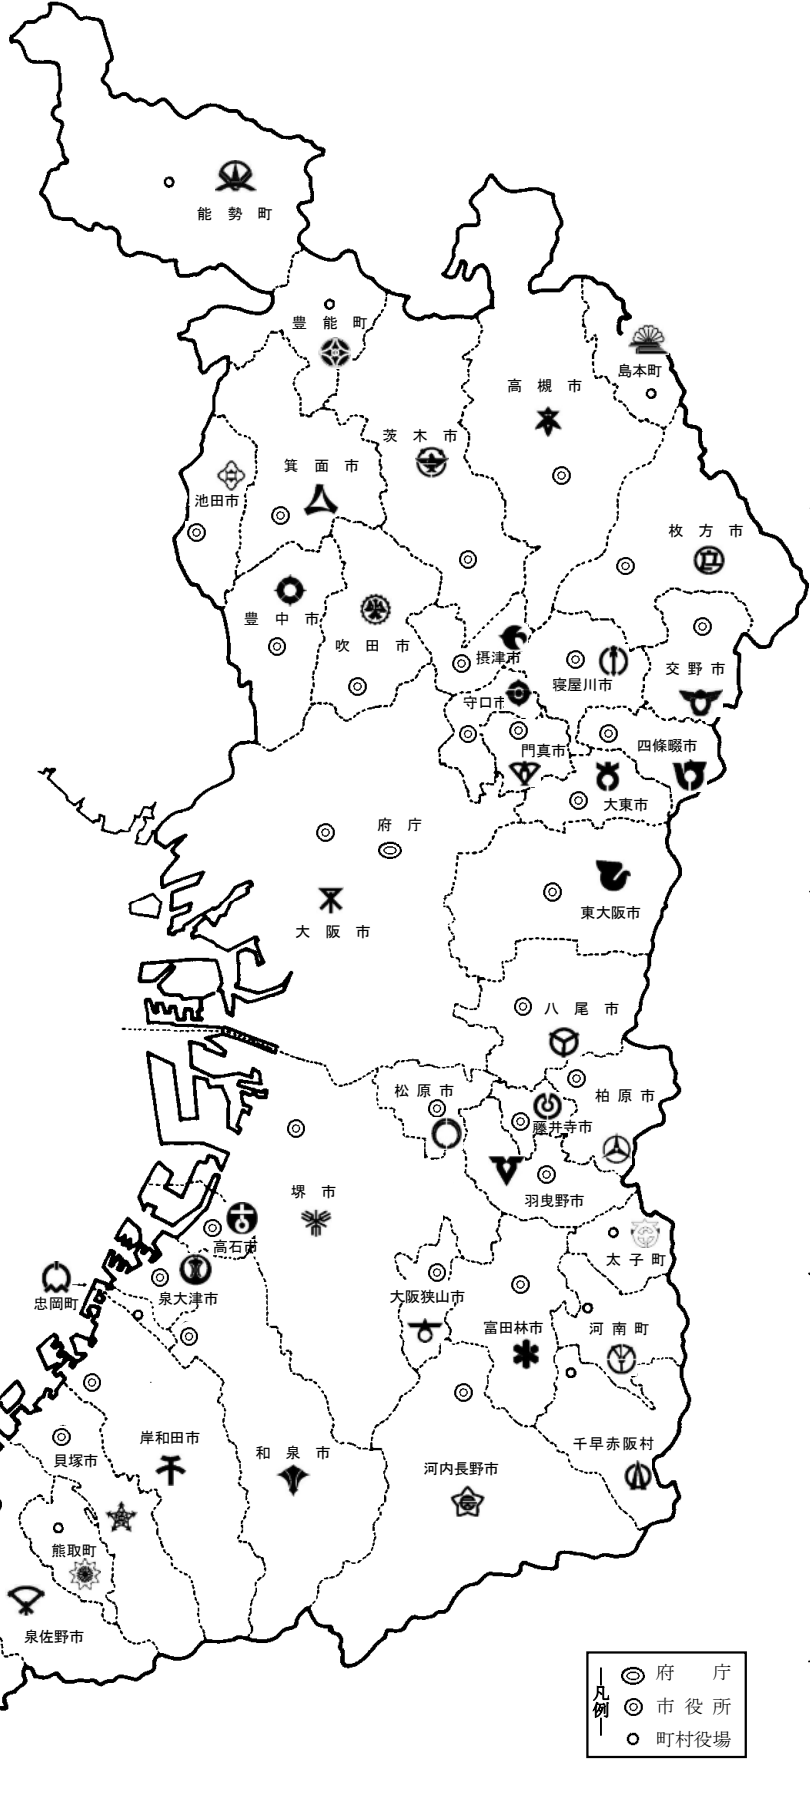 能勢町
豊能町
島本町
高槻市
茨木市
箕面市
池田市
枚方市
豊中市
吹田市
摂津市
寝屋川市
交野市
守口市
門真市
四條畷市
大東市
府庁
東大阪市
大阪市
八尾市
松原市
柏原市
藤井寺市
堺市
羽曳野市
高石市
太子町
泉大津市
忠岡町
大阪狭山市
富田林市
河南町
岸和田市
和泉市
千早赤阪村
貝塚市
河内長野市
熊取町
泉佐野市
凡例
府庁
市役所
町村役場